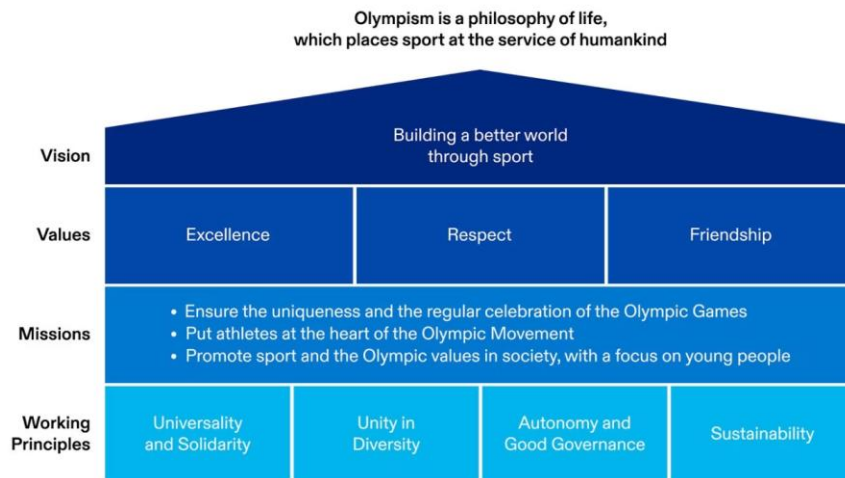 Olympism is a philosophy of life,
which places sport at the service of humankind
Vision
Building a better world
through sport
Values
Excellence
Respect
Friendship
Missions
• Ensure the uniqueness and the regular celebration of the Olympic Games
• Put athletes at the heart of the Olympic Movement
• Promote sport and the Olympic values in society, with a focus on young people
Working
Principles
Universality
and Solidarity
Unity in
Diversity
Autonomy and
Good Governance
Sustainability